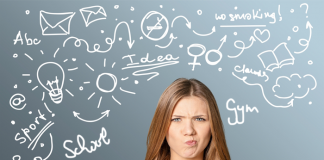 no smoking!
?
Abc
Idea
Clouds
@
Gym
sport
School